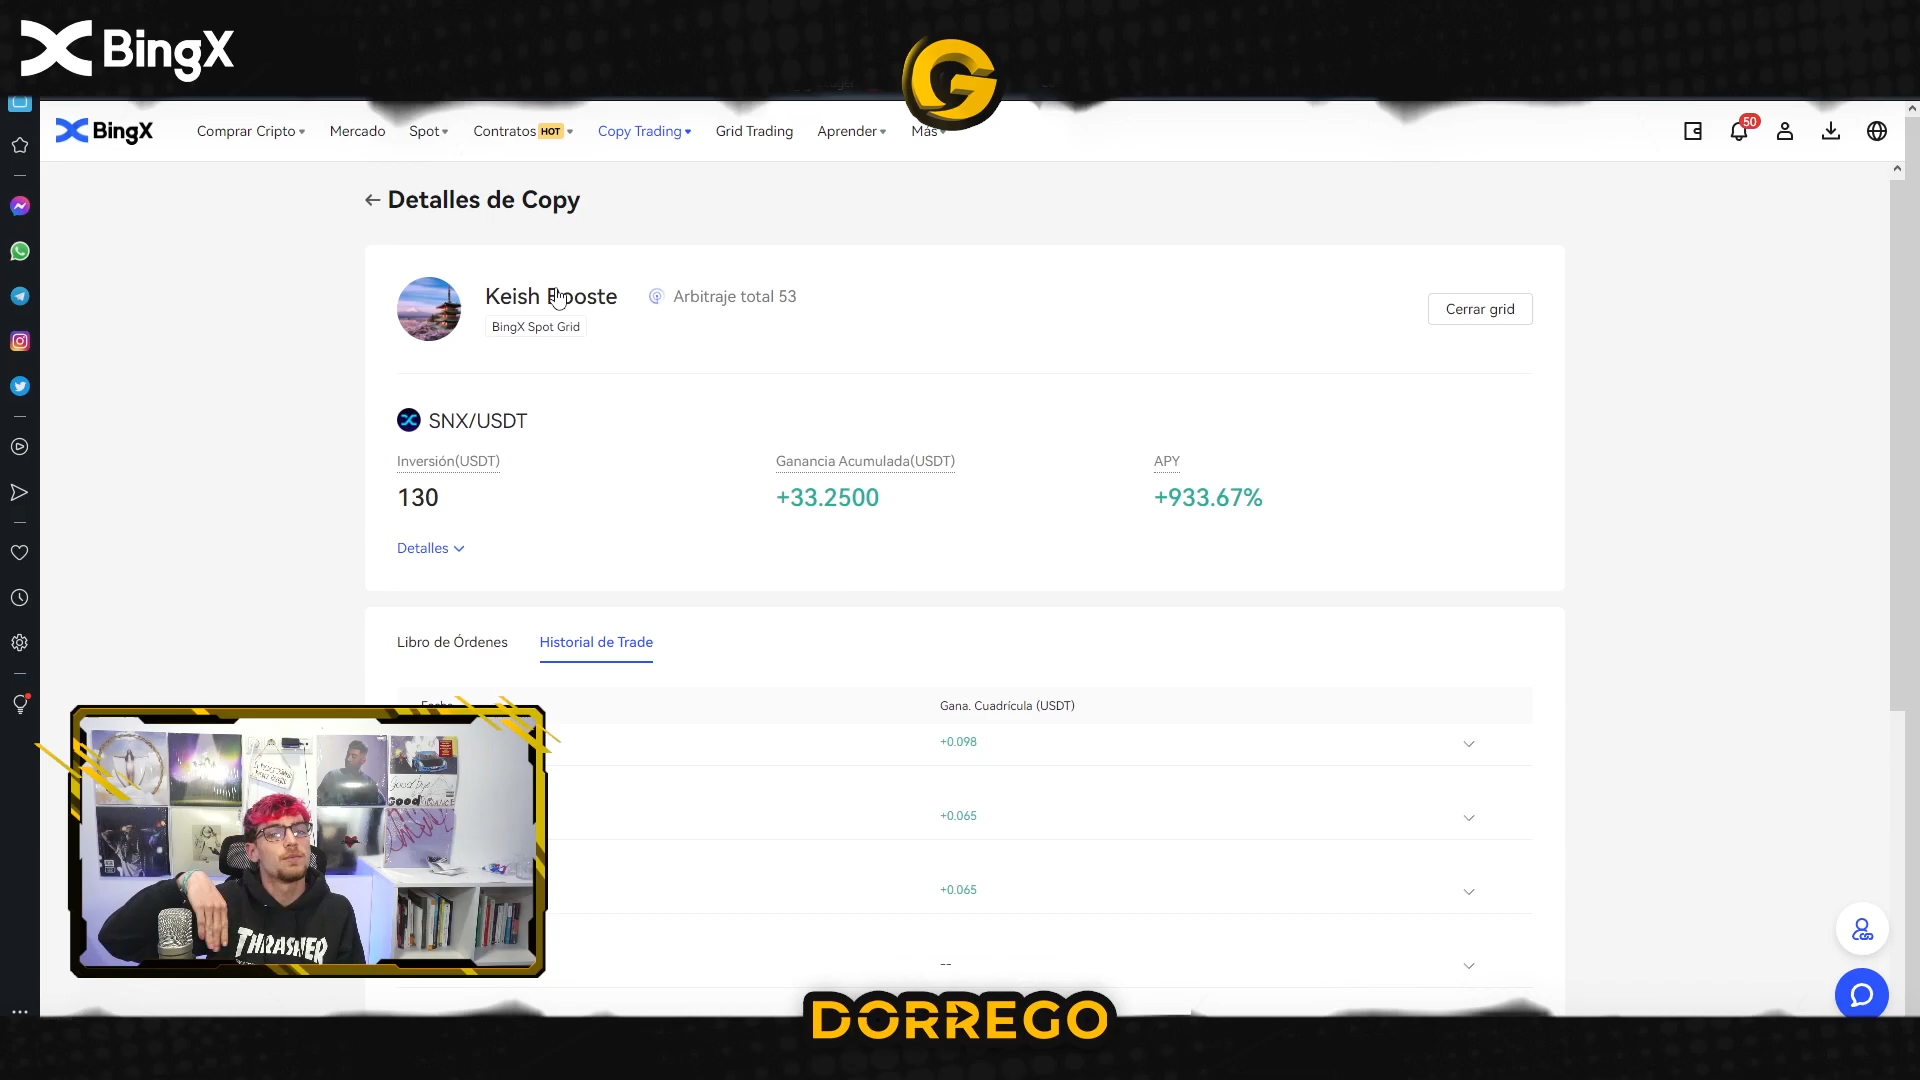 BingX
G
BingX
Comprar Cripto
Mercado
Spot
Contratos HOT
Copy Trading
Grid Trading
Aprender
Más
50
Detalles de Copy
Keish
Arbitraje total 53
BingX Spot Grid
Cerrar grid
SNX/USDT
Inversión(USDT)
Ganancia Acumulada(USDT)
APY
130
+33.2500
+933.67%
Detalles
Libro de Órdenes
Historial de Trade
Gana. Cuadrícula (USDT)
+0.098
+0.065
+0.065
--
THRASHER
DORREGO